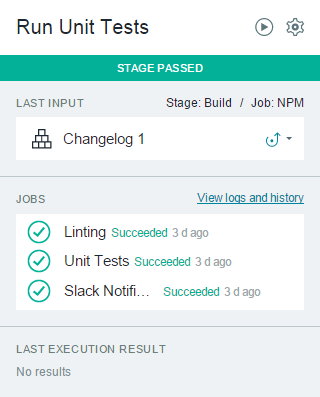 Run Unit Tests
STAGE PASSED
LAST INPUT Stage: Build / Job: NPM
Changelog 1
JOBS View logs and history
Linting Succeeded 3 d ago
Unit Tests Succeeded 3 d ago
Slack Notifi... Succeeded 3 d ago
LAST EXECUTION RESULT
No results